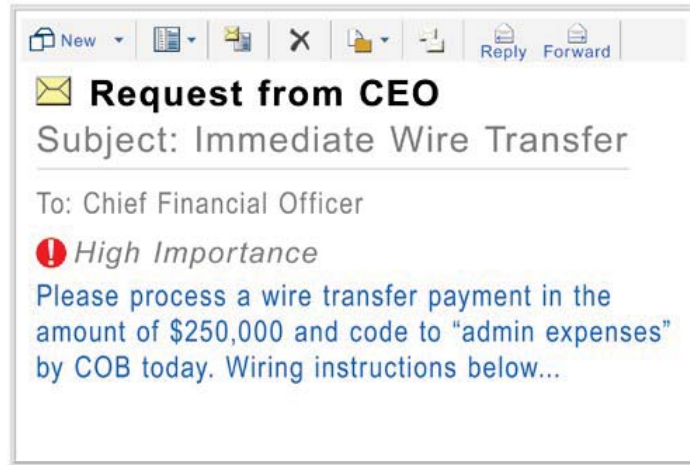 New
Reply Forward
Request from CEO
Subject: Immediate Wire Transfer
To: Chief Financial Officer
High Importance
Please process a wire transfer payment in the
amount of $250,000 and code to “admin expenses”
by COB today. Wiring instructions below...